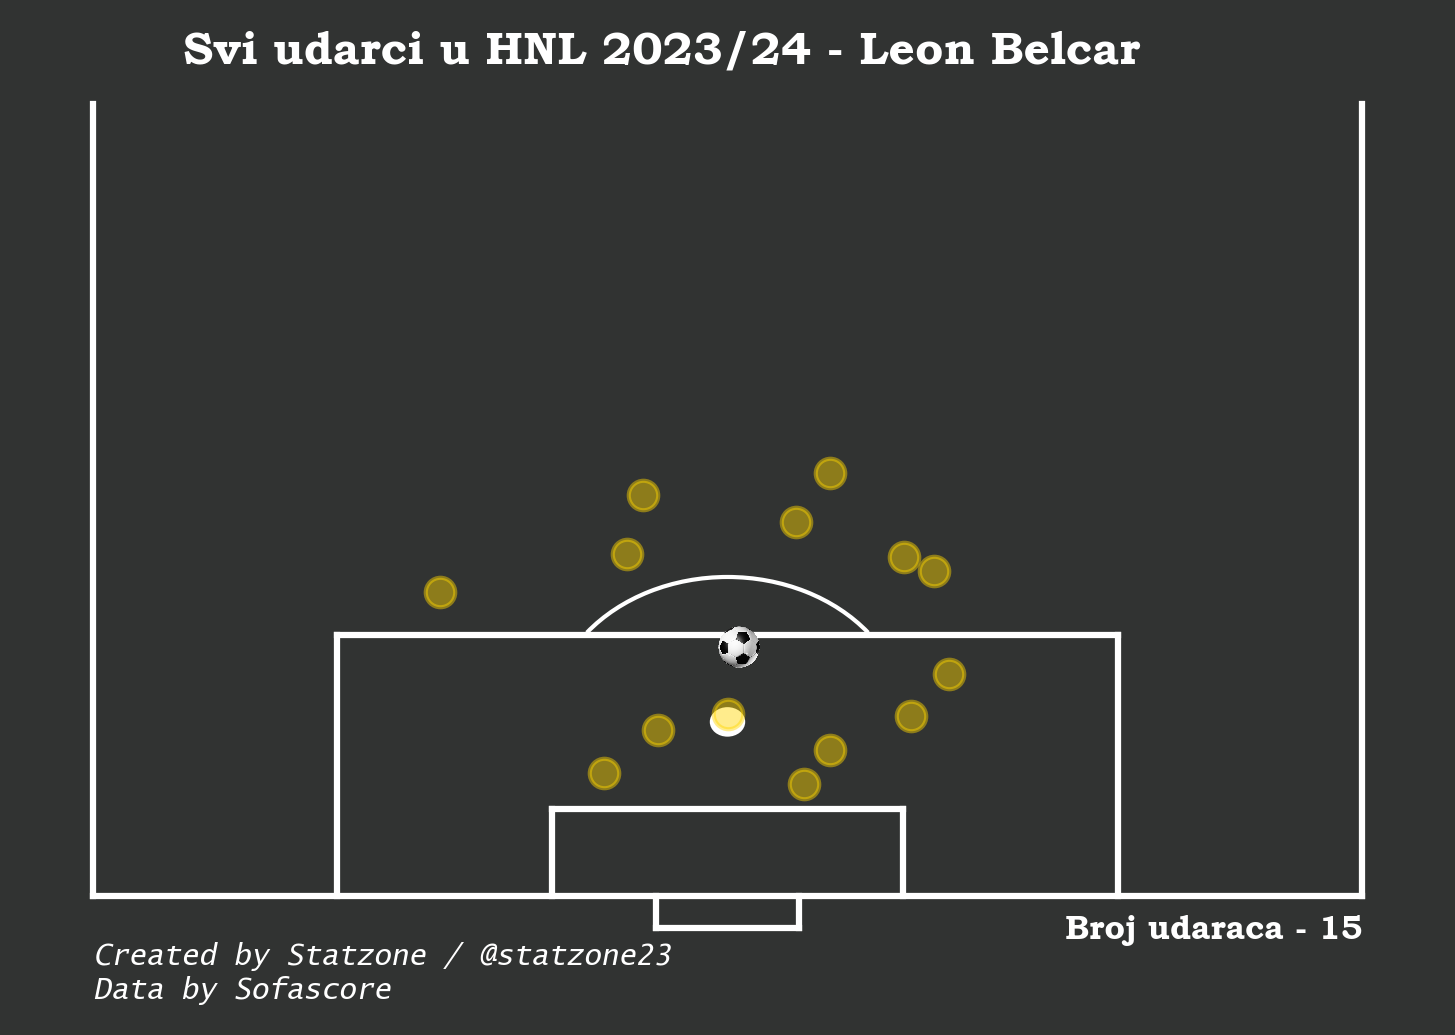 Svi udarci u HNL 2023/24 - Leon Belcar
Broj udaraca - 15
Created by Statzone / @statzone23
Data by Sofascore